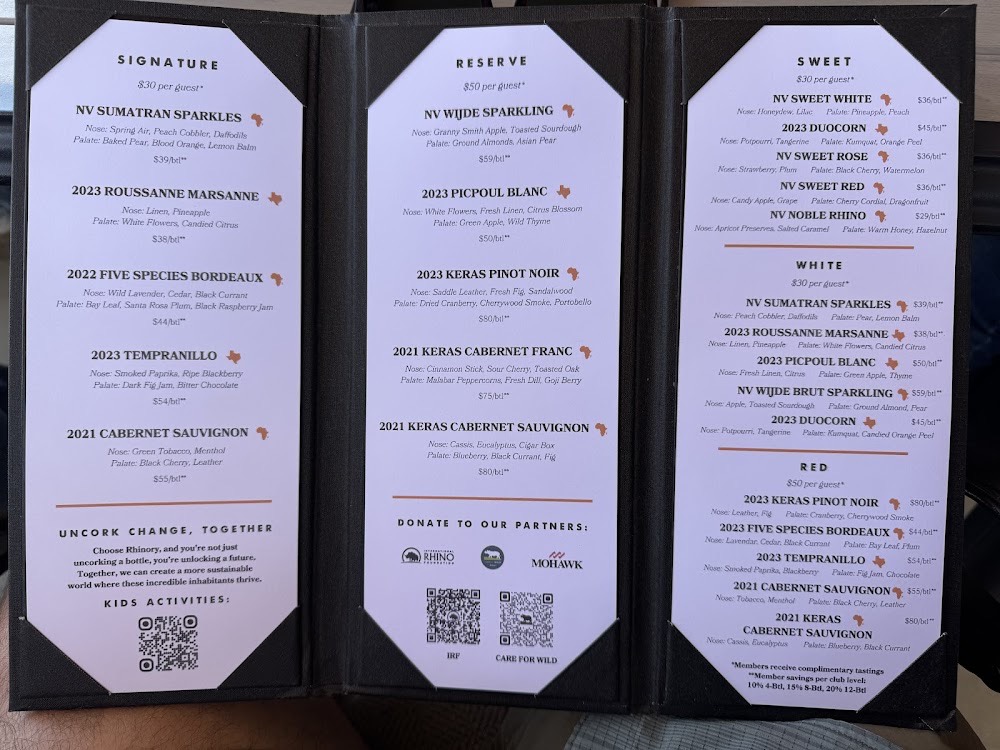 SIGNATURE
$30 per guest*
NV SUMATRAN SPARKLES
Nose: Spring Air, Peach Cobbler, Daffodils
Palate: Baked Pear, Blood Orange, Lemon Balm
$39/btl**
2023 ROUSSANNE MARSANNE
Nose: Linen, Pineapple
Palate: White Flowers, Candied Citrus
$38/btl**
2022 FIVE SPECIES BORDEAUX
Nose: Wild Lavender, Cedar, Black Currant
Palate: Bay Leaf, Santa Rosa Plum, Black Raspberry Jam
$44/btl**
2023 TEMPRANILLO
Nose: Smoked Paprika, Ripe Blackberry
Palate: Dark Fig Jam, Bitter Chocolate
$54/btl**
2021 CABERNET SAUVIGNON
Nose: Green Tobacco, Menthol
Palate: Black Cherry, Leather
$55/btl**
UNCORK CHANGE, TOGETHER
Choose Rhinory, and you're not just
uncorking a bottle, you're unlocking a future.
Together, we can create a more sustainable
world where these incredible inhabitants thrive.
KIDS ACTIVITIES:
RESERVE
$50 per guest*
NV WIJDE SPARKLING
Nose: Granny Smith Apple, Toasted Sourdough
Palate: Ground Almonds, Asian Pear
$59/btl**
2023 PICPOUL BLANC
Nose: White Flowers, Fresh Linen, Citrus Blossom
Palate: Green Apple, Wild Thyme
$50/btl**
2023 KERAS PINOT NOIR
Nose: Saddle Leather, Fresh Fig, Sandalwood
Palate: Dried Cranberry, Cherrywood Smoke, Portobello
$80/btl**
2021 KERAS CABERNET FRANC
Nose: Cinnamon Stick, Sour Cherry, Toasted Oak
Palate: Malabar Peppercorns, Fresh Dill, Goji Berry
$75/btl**
2021 KERAS CABERNET SAUVIGNON
Nose: Cassis, Eucalyptus, Cigar Box
Palate: Blueberry, Black Currant, Fig
$80/btl**
DONATE TO OUR PARTNERS:
INTERNATIONAL
RHINO
FOUNDATION
MOHAWK
IRF
CARE FOR WILD
SWEET
$30 per guest*
NV SWEET WHITE $36/btl**
Nose: Honeydew, Lilac Palate: Pineapple, Peach
2023 DUOCORN $45/btl**
Nose: Potpourri, Tangerine Palate: Kumquat, Orange Peel
NV SWEET ROSE $36/btl**
Nose: Strawberry, Plum Palate: Black Cherry, Watermelon
NV SWEET RED $36/btl**
Nose: Candy Apple, Grape Palate: Cherry Cordial, Dragonfruit
NV NOBLE RHINO $29/btl**
Nose: Apricot Preserves, Salted Caramel Palate: Warm Honey, Hazelnut
WHITE
$30 per guest*
NV SUMATRAN SPARKLES $39/btl**
Nose: Peach Cobbler, Daffodils Palate: Pear, Lemon Balm
2023 ROUSSANNE MARSANNE $38/btl**
Nose: Linen, Pineapple Palate: White Flowers, Candied Citrus
2023 PICPOUL BLANC $50/btl**
Nose: Fresh Linen, Citrus Palate: Green Apple, Thyme
NV WIJDE BRUT SPARKLING $59/btl**
Nose: Apple, Toasted Sourdough Palate: Ground Almond, Pear
2023 DUOCORN $45/btl**
Nose: Potpourri, Tangerine Palate: Kumquat, Candied Orange Peel
RED
$50 per guest*
2023 KERAS PINOT NOIR $80/btl**
Nose: Leather, Fig Palate: Cranberry, Cherrywood Smoke
2023 FIVE SPECIES BORDEAUX $44/btl**
Nose: Lavendar, Cedar, Black Currant Palate: Bay Leaf, Plum
2023 TEMPRANILLO $54/btl**
Nose: Smoked Paprika, Blackberry Palate: Fig Jam, Chocolate
2021 CABERNET SAUVIGNON $55/btl**
Nose: Tobacco, Menthol Palate: Black Cherry, Leather
2021 KERAS $80/btl**
CABERNET SAUVIGNON
Nose: Cassis, Eucalyptus Palate: Blueberry, Black Currant
*Members receive complimentary tastings
**Member savings per club level:
10% 4-Btl, 15% 8-Btl, 20% 12-Btl